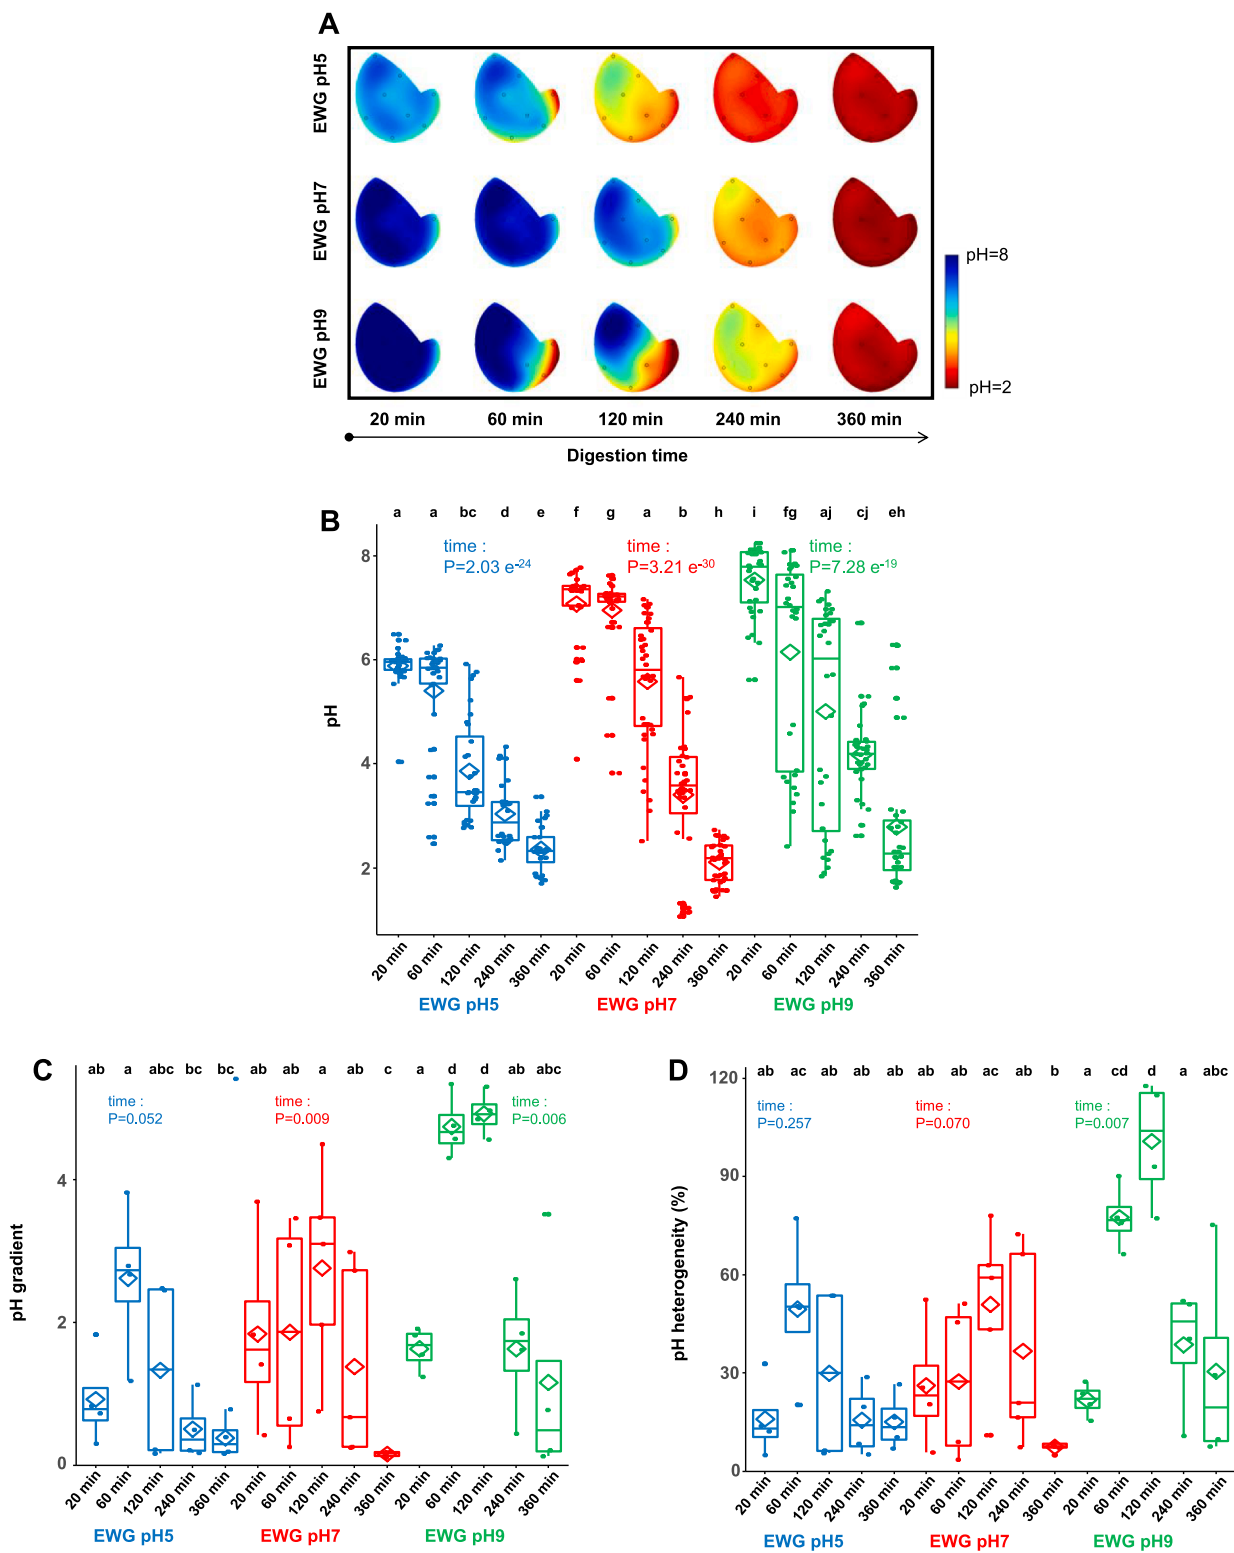 A
EWG pH5
EWG pH7
EWG pH9
pH=8
pH=2
20 min 60 min 120 min 240 min 360 min
Digestion time
B
a a bc d e f g a b h i fg aj cj eh
time : time : time :
P=2.03 e-24 P=3.21 e-30 P=7.28 e-19
pH
8
6
4
2
20 min 60 min 120 min 240 min 360 min 20 min 60 min 120 min 240 min 360 min 20 min 60 min 120 min 240 min 360 min
EWG pH5 EWG pH7 EWG pH9
C
ab a abc bc bc ab ab a ab c a d d ab abc
time : time : time :
P=0.052 P=0.009 P=0.006
pH gradient
4
2
0
20 min 60 min 120 min 240 min 360 min 20 min 60 min 120 min 240 min 360 min 20 min 60 min 120 min 240 min 360 min
EWG pH5 EWG pH7 EWG pH9
D
ab ac ab ab ab ab ab ac ab b a cd d a abc
time : time : time :
P=0.257 P=0.070 P=0.007
pH heterogeneity (%)
120
90
60
30
0
20 min 60 min 120 min 240 min 360 min 20 min 60 min 120 min 240 min 360 min 20 min 60 min 120 min 240 min 360 min
EWG pH5 EWG pH7 EWG pH9